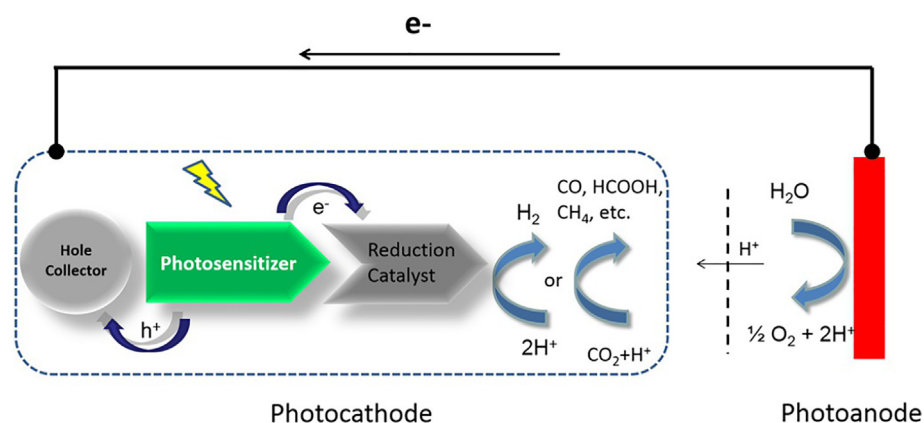 e-
Hole
Collector
Photosensitizer
e⁻
h⁺
Reduction
Catalyst
H₂
2H⁺
or
CO, HCOOH,
CH₄, etc.
CO₂+H⁺
H⁺
H₂O
½ O₂ + 2H⁺
Photocathode
Photoanode